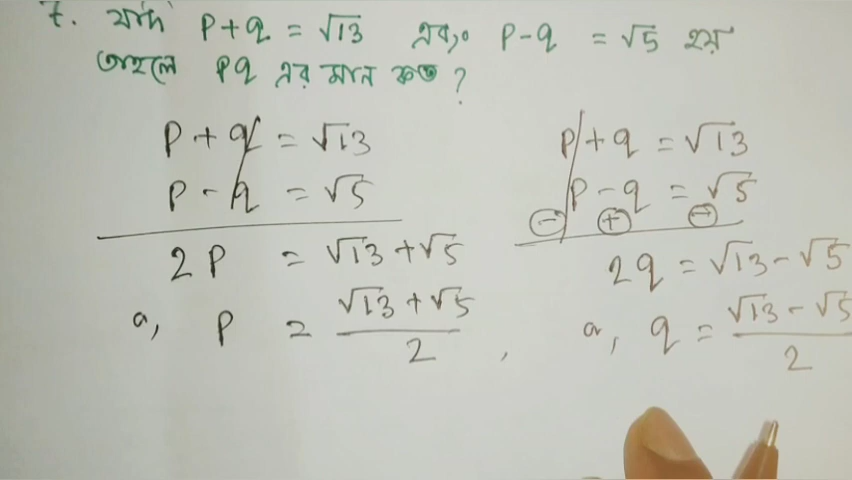 7. যদি p+q = √13 এবং p-q = √5 হয়
তাহলে pq এর মান কত ?
p + q = √13
p - q = √5
2p = √13 + √5
a, p = (√13 + √5)/2 ,
p + q = √13
p - q = √5
(-) (+) (-)
2q = √13 - √5
a, q = (√13 - √5)/2